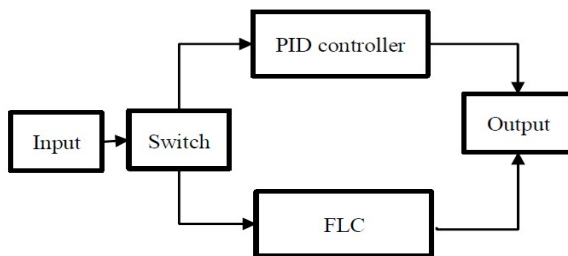 PID controller
Input
Switch
Output
FLC